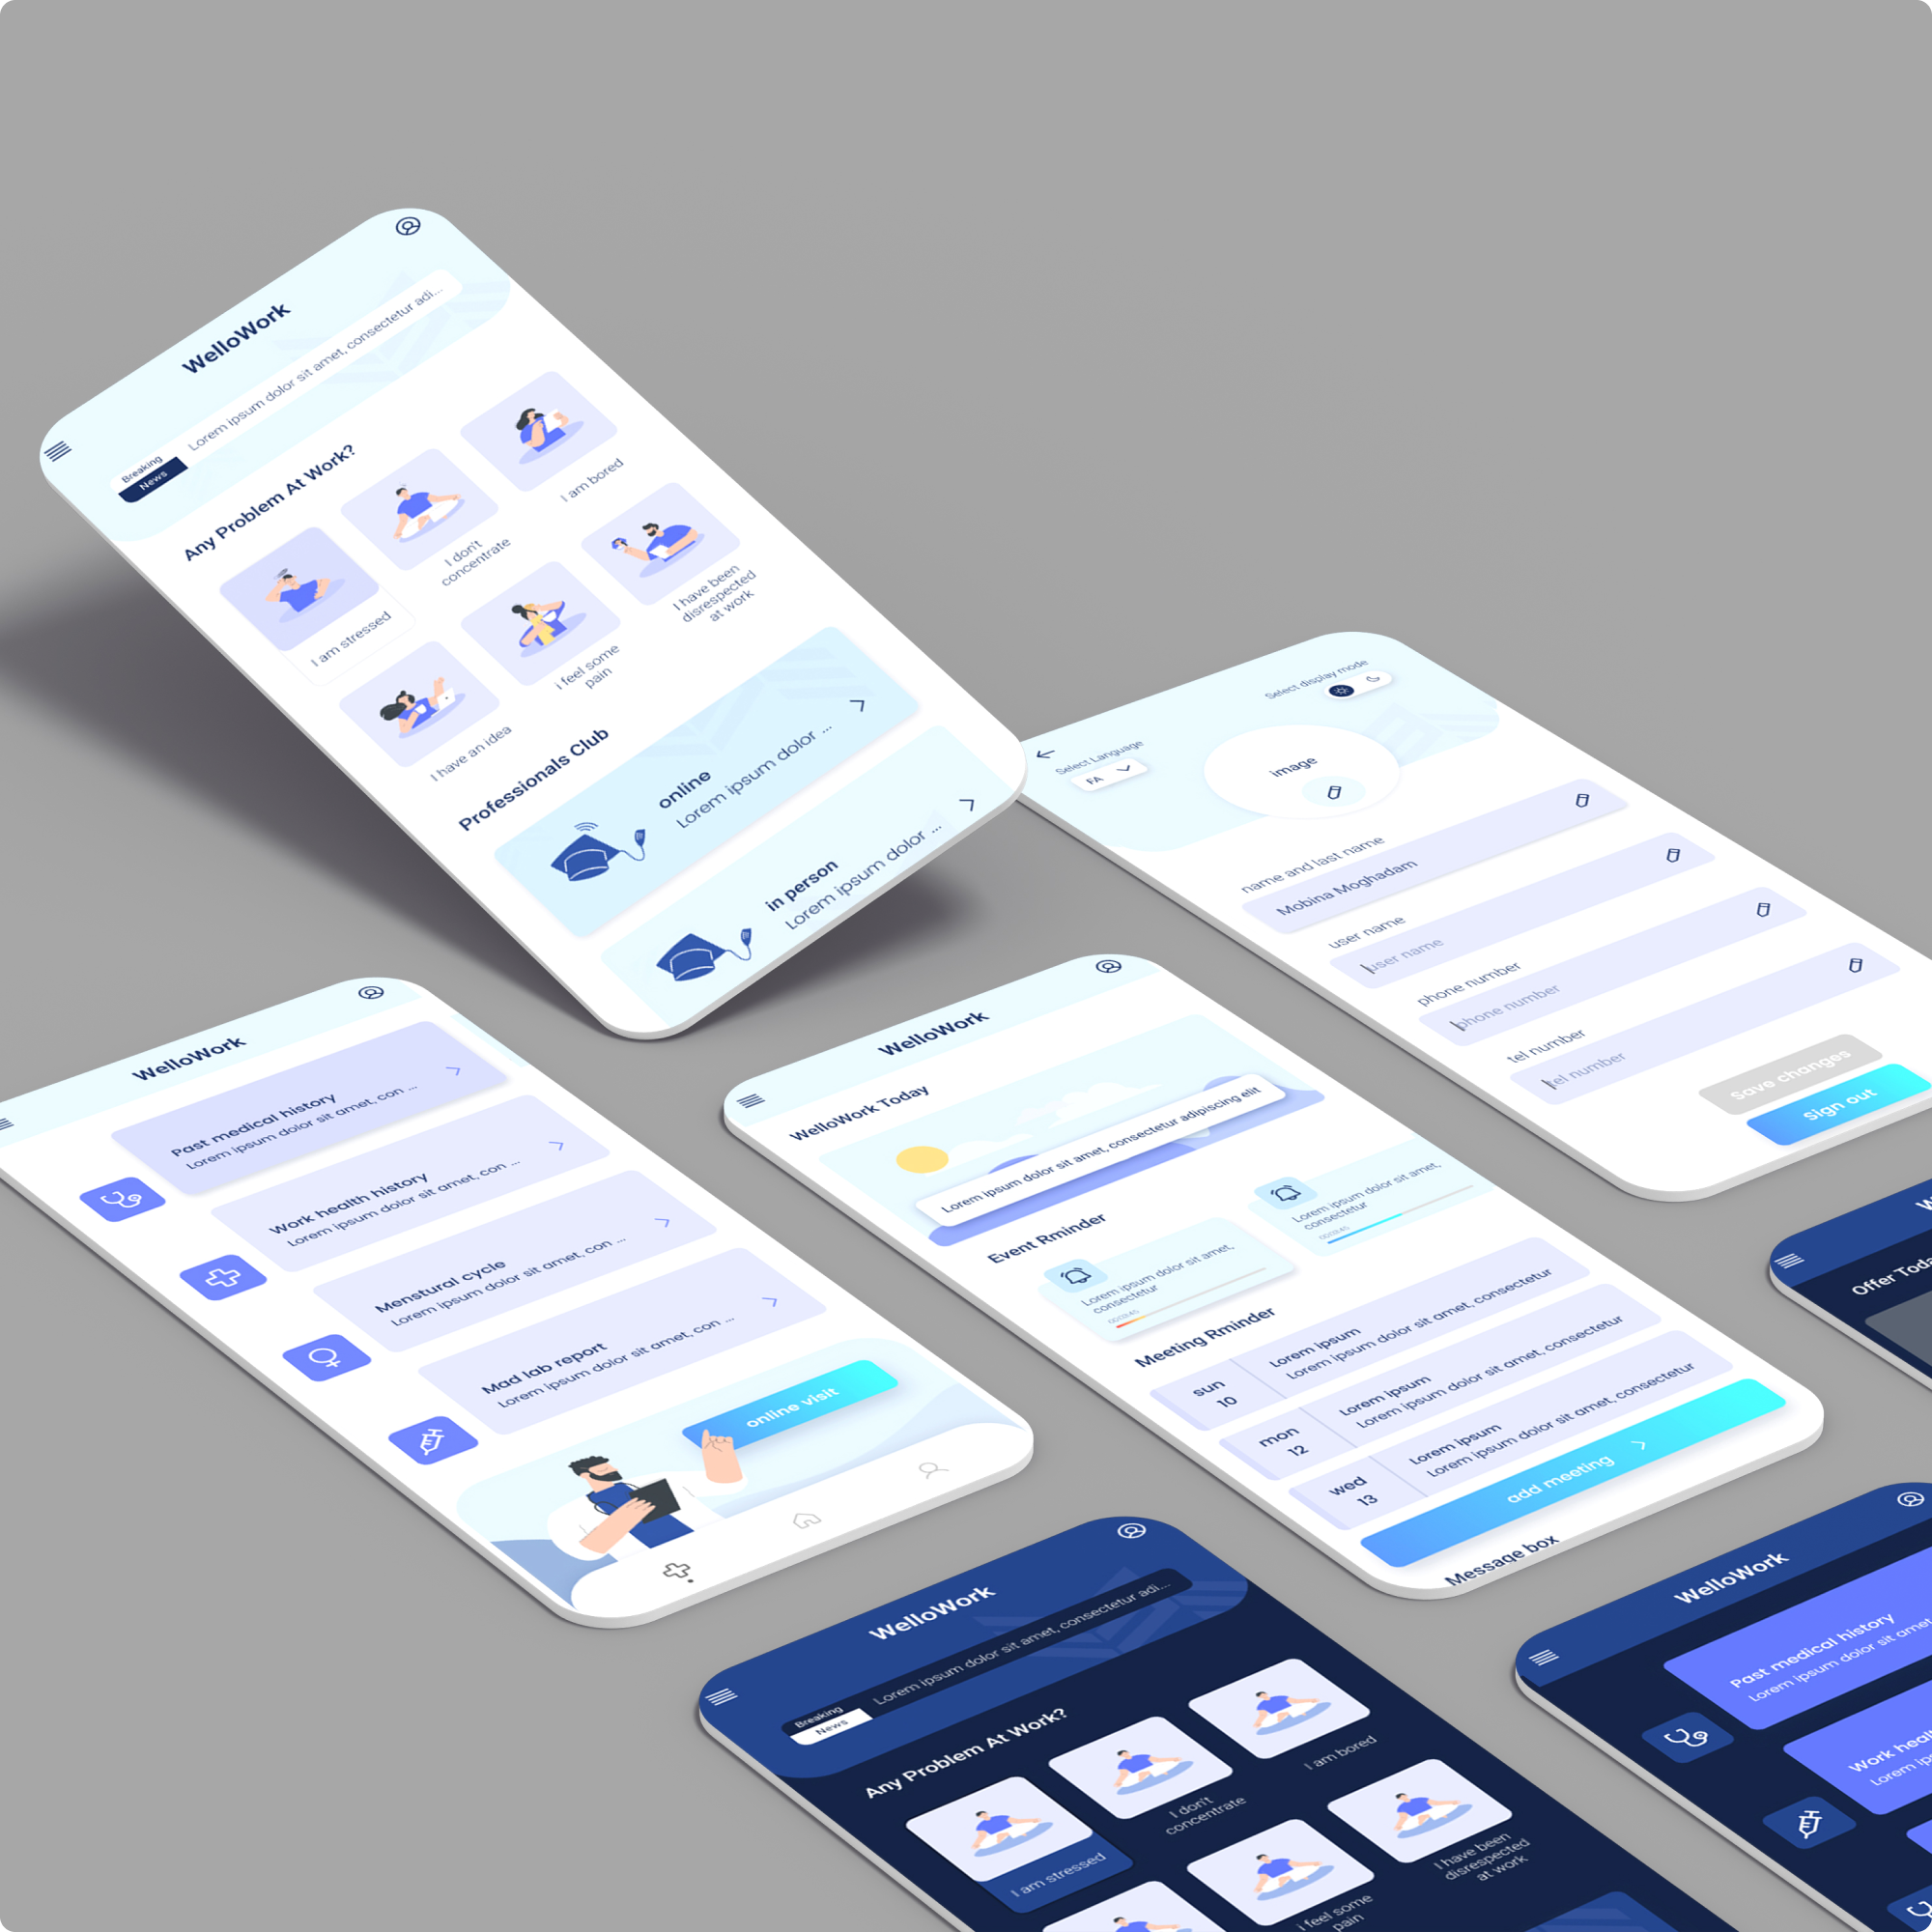 WelloWork
Breaking
News
Lorem ipsum dolor sit amet, consectetur adi...
Any Problem At Work?
I am stressed
I don't
concentrate
I am bored
I have an idea
i feel some
pain
I have been
disrespected
at work
Professionals Club
online
Lorem ipsum dolor ...
in person
Lorem ipsum dolor ...
Select display mode
Select Language
FA
image
name and last name
Mobina Moghadam
user name
user name
phone number
phone number
tel number
tel number
Save changes
Sign out
WelloWork
Past medical history
Lorem ipsum dolor sit amet, con ...
Work health history
Lorem ipsum dolor sit amet, con ...
Menstural cycle
Lorem ipsum dolor sit amet, con ...
Mad lab report
Lorem ipsum dolor sit amet, con ...
online visit
WelloWork
WelloWork Today
Lorem ipsum dolor sit amet, consectetur adipiscing elit
Event Rminder
Lorem ipsum dolor sit amet,
consectetur
Lorem ipsum dolor sit amet,
consectetur
Meeting Rminder
sun
10
Lorem ipsum
Lorem ipsum dolor sit amet, consectetur
mon
12
Lorem ipsum
Lorem ipsum dolor sit amet, consectetur
wed
13
Lorem ipsum
Lorem ipsum dolor sit amet, consectetur
add meeting
Message box
Offer
WelloWork
Breaking
News
Lorem ipsum dolor sit amet, consectetur adi...
Any Problem At Work?
I am stressed
I don't
concentrate
I am bored
i feel some
pain
I have been
disrespected
at work
WelloWork
Past medical history
Lorem ipsum dolor sit amet
Work
Lorem